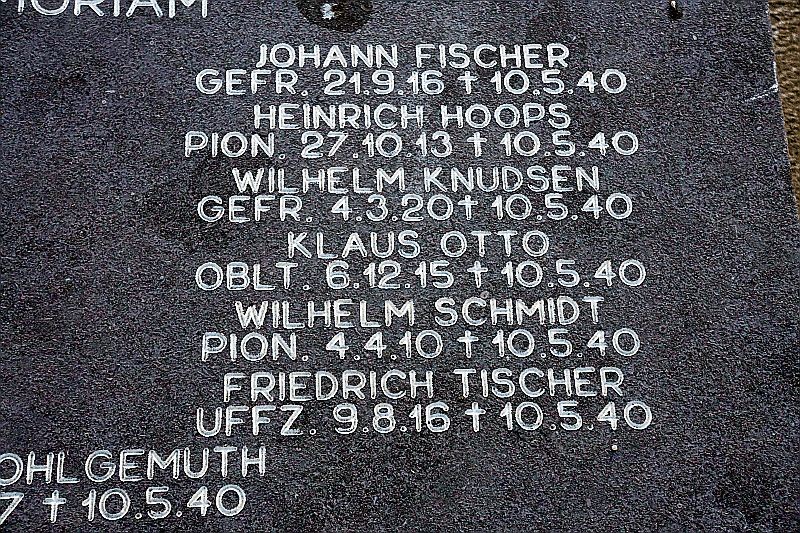 JOHANN FISCHER
GEFR. 21.9.16 † 10.5.40
HEINRICH HOOPS
PION. 27.10.13 † 10.5.40
WILHELM KNUDSEN
GEFR. 4.3.20 † 10.5.40
KLAUS OTTO
OBLT. 6.12.15 † 10.5.40
WILHELM SCHMIDT
PION. 4.4.10 † 10.5.40
FRIEDRICH TISCHER
UFFZ. 9.8.16 † 10.5.40
OHLGEMUTH
7 † 10.5.40